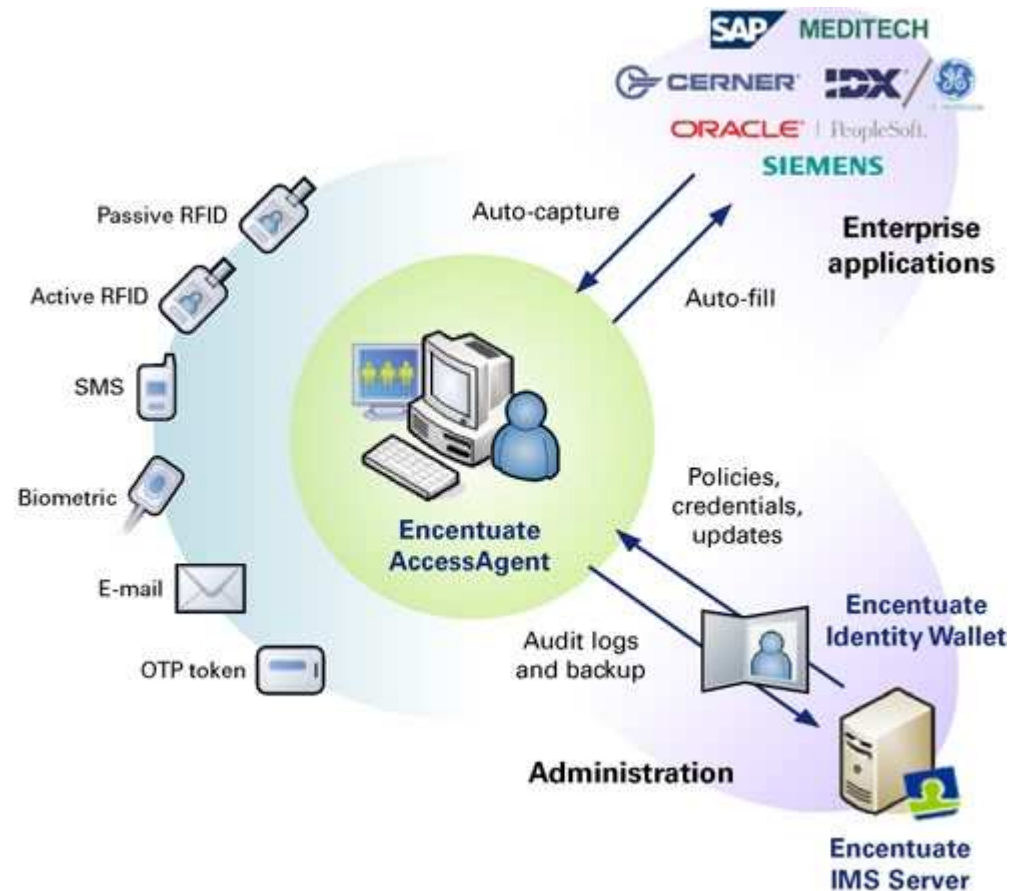 SAP MEDITECH
CERNER IDX
ORACLE | PeopleSoft.
SIEMENS
Enterprise
applications
Auto-capture
Auto-fill
Passive RFID
Active RFID
SMS
Biometric
E-mail
OTP token
Encentuate
AccessAgent
Policies,
credentials,
updates
Audit logs
and backup
Encentuate
Identity Wallet
Administration
Encentuate
IMS Server